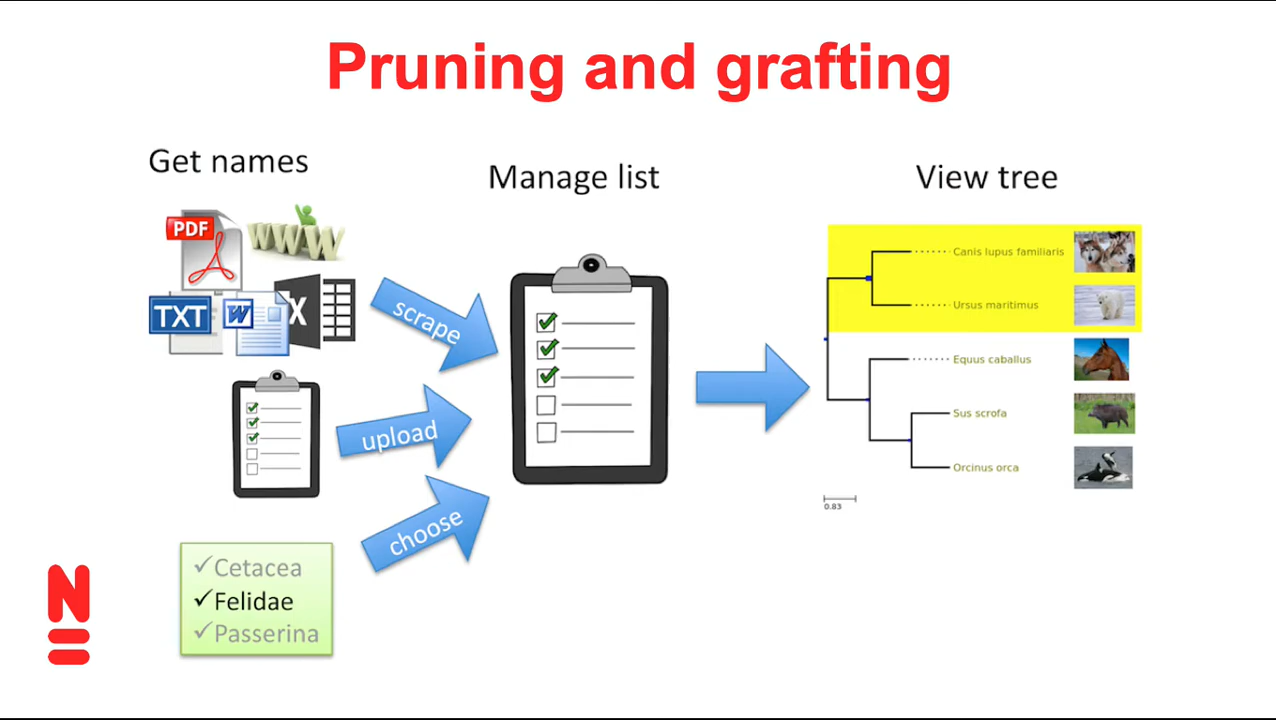 Pruning and grafting
Get names
PDF
WWW
TXT
W
X
scrape
upload
choose
✓Cetacea
✓Felidae
✓Passerina
Manage list
View tree
Canis lupus familiaris
Ursus maritimus
Equus caballus
Sus scrofa
Orcinus orca
0.83
N